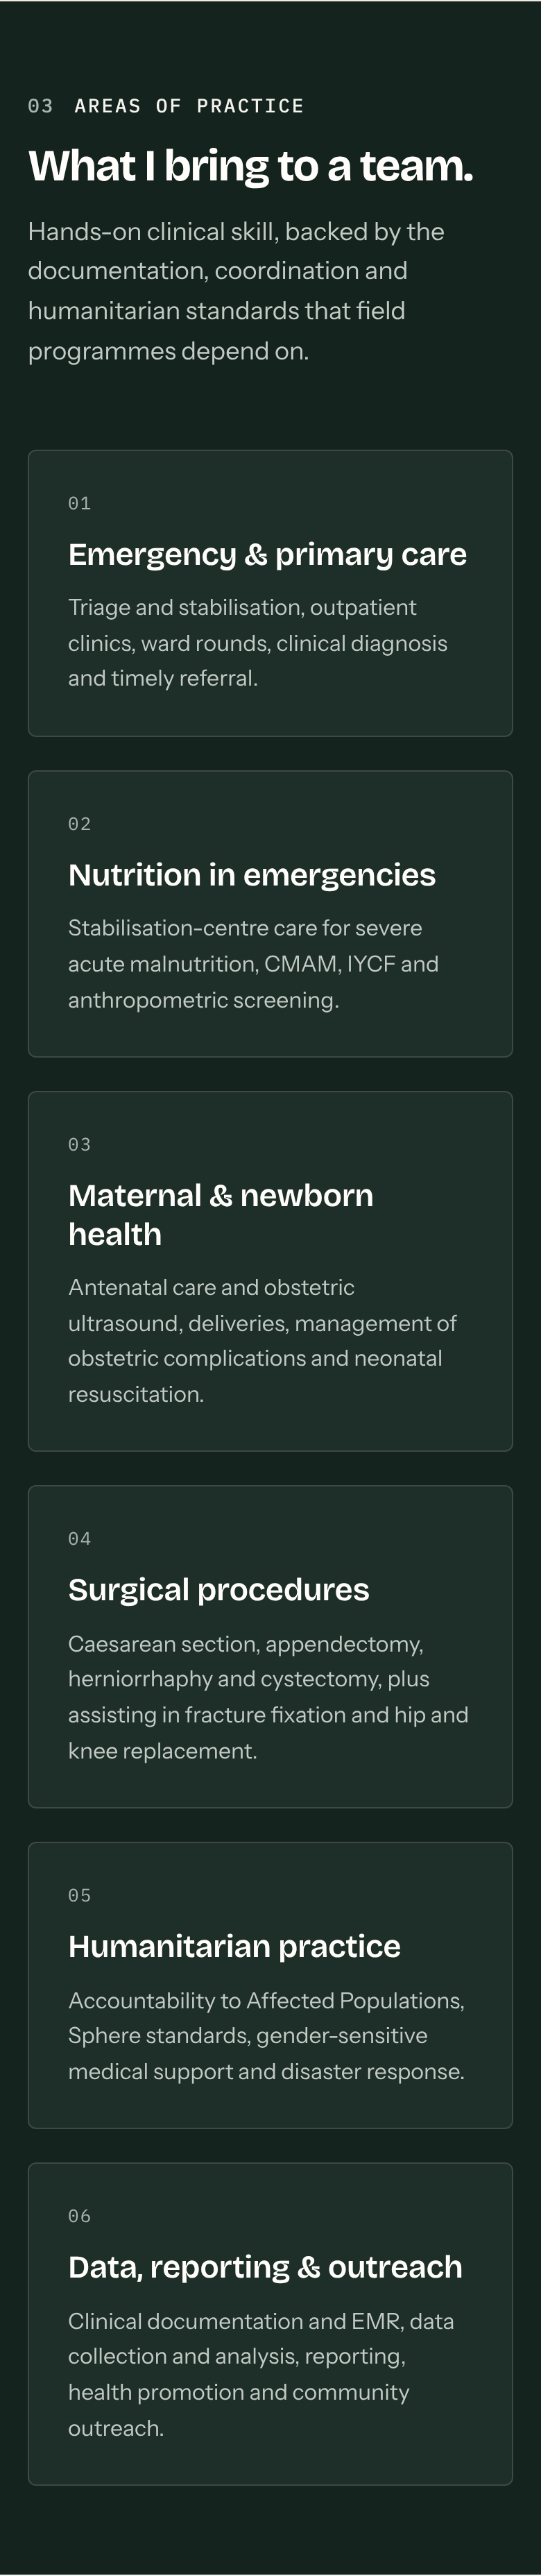 03 AREAS OF PRACTICE
What I bring to a team.
Hands-on clinical skill, backed by the
documentation, coordination and
humanitarian standards that field
programmes depend on.
01
Emergency & primary care
Triage and stabilisation, outpatient
clinics, ward rounds, clinical diagnosis
and timely referral.
02
Nutrition in emergencies
Stabilisation-centre care for severe
acute malnutrition, CMAM, IYCF and
anthropometric screening.
03
Maternal & newborn
health
Antenatal care and obstetric
ultrasound, deliveries, management of
obstetric complications and neonatal
resuscitation.
04
Surgical procedures
Caesarean section, appendectomy,
herniorrhaphy and cystectomy, plus
assisting in fracture fixation and hip and
knee replacement.
05
Humanitarian practice
Accountability to Affected Populations,
Sphere standards, gender-sensitive
medical support and disaster response.
06
Data, reporting & outreach
Clinical documentation and EMR, data
collection and analysis, reporting,
health promotion and community
outreach.